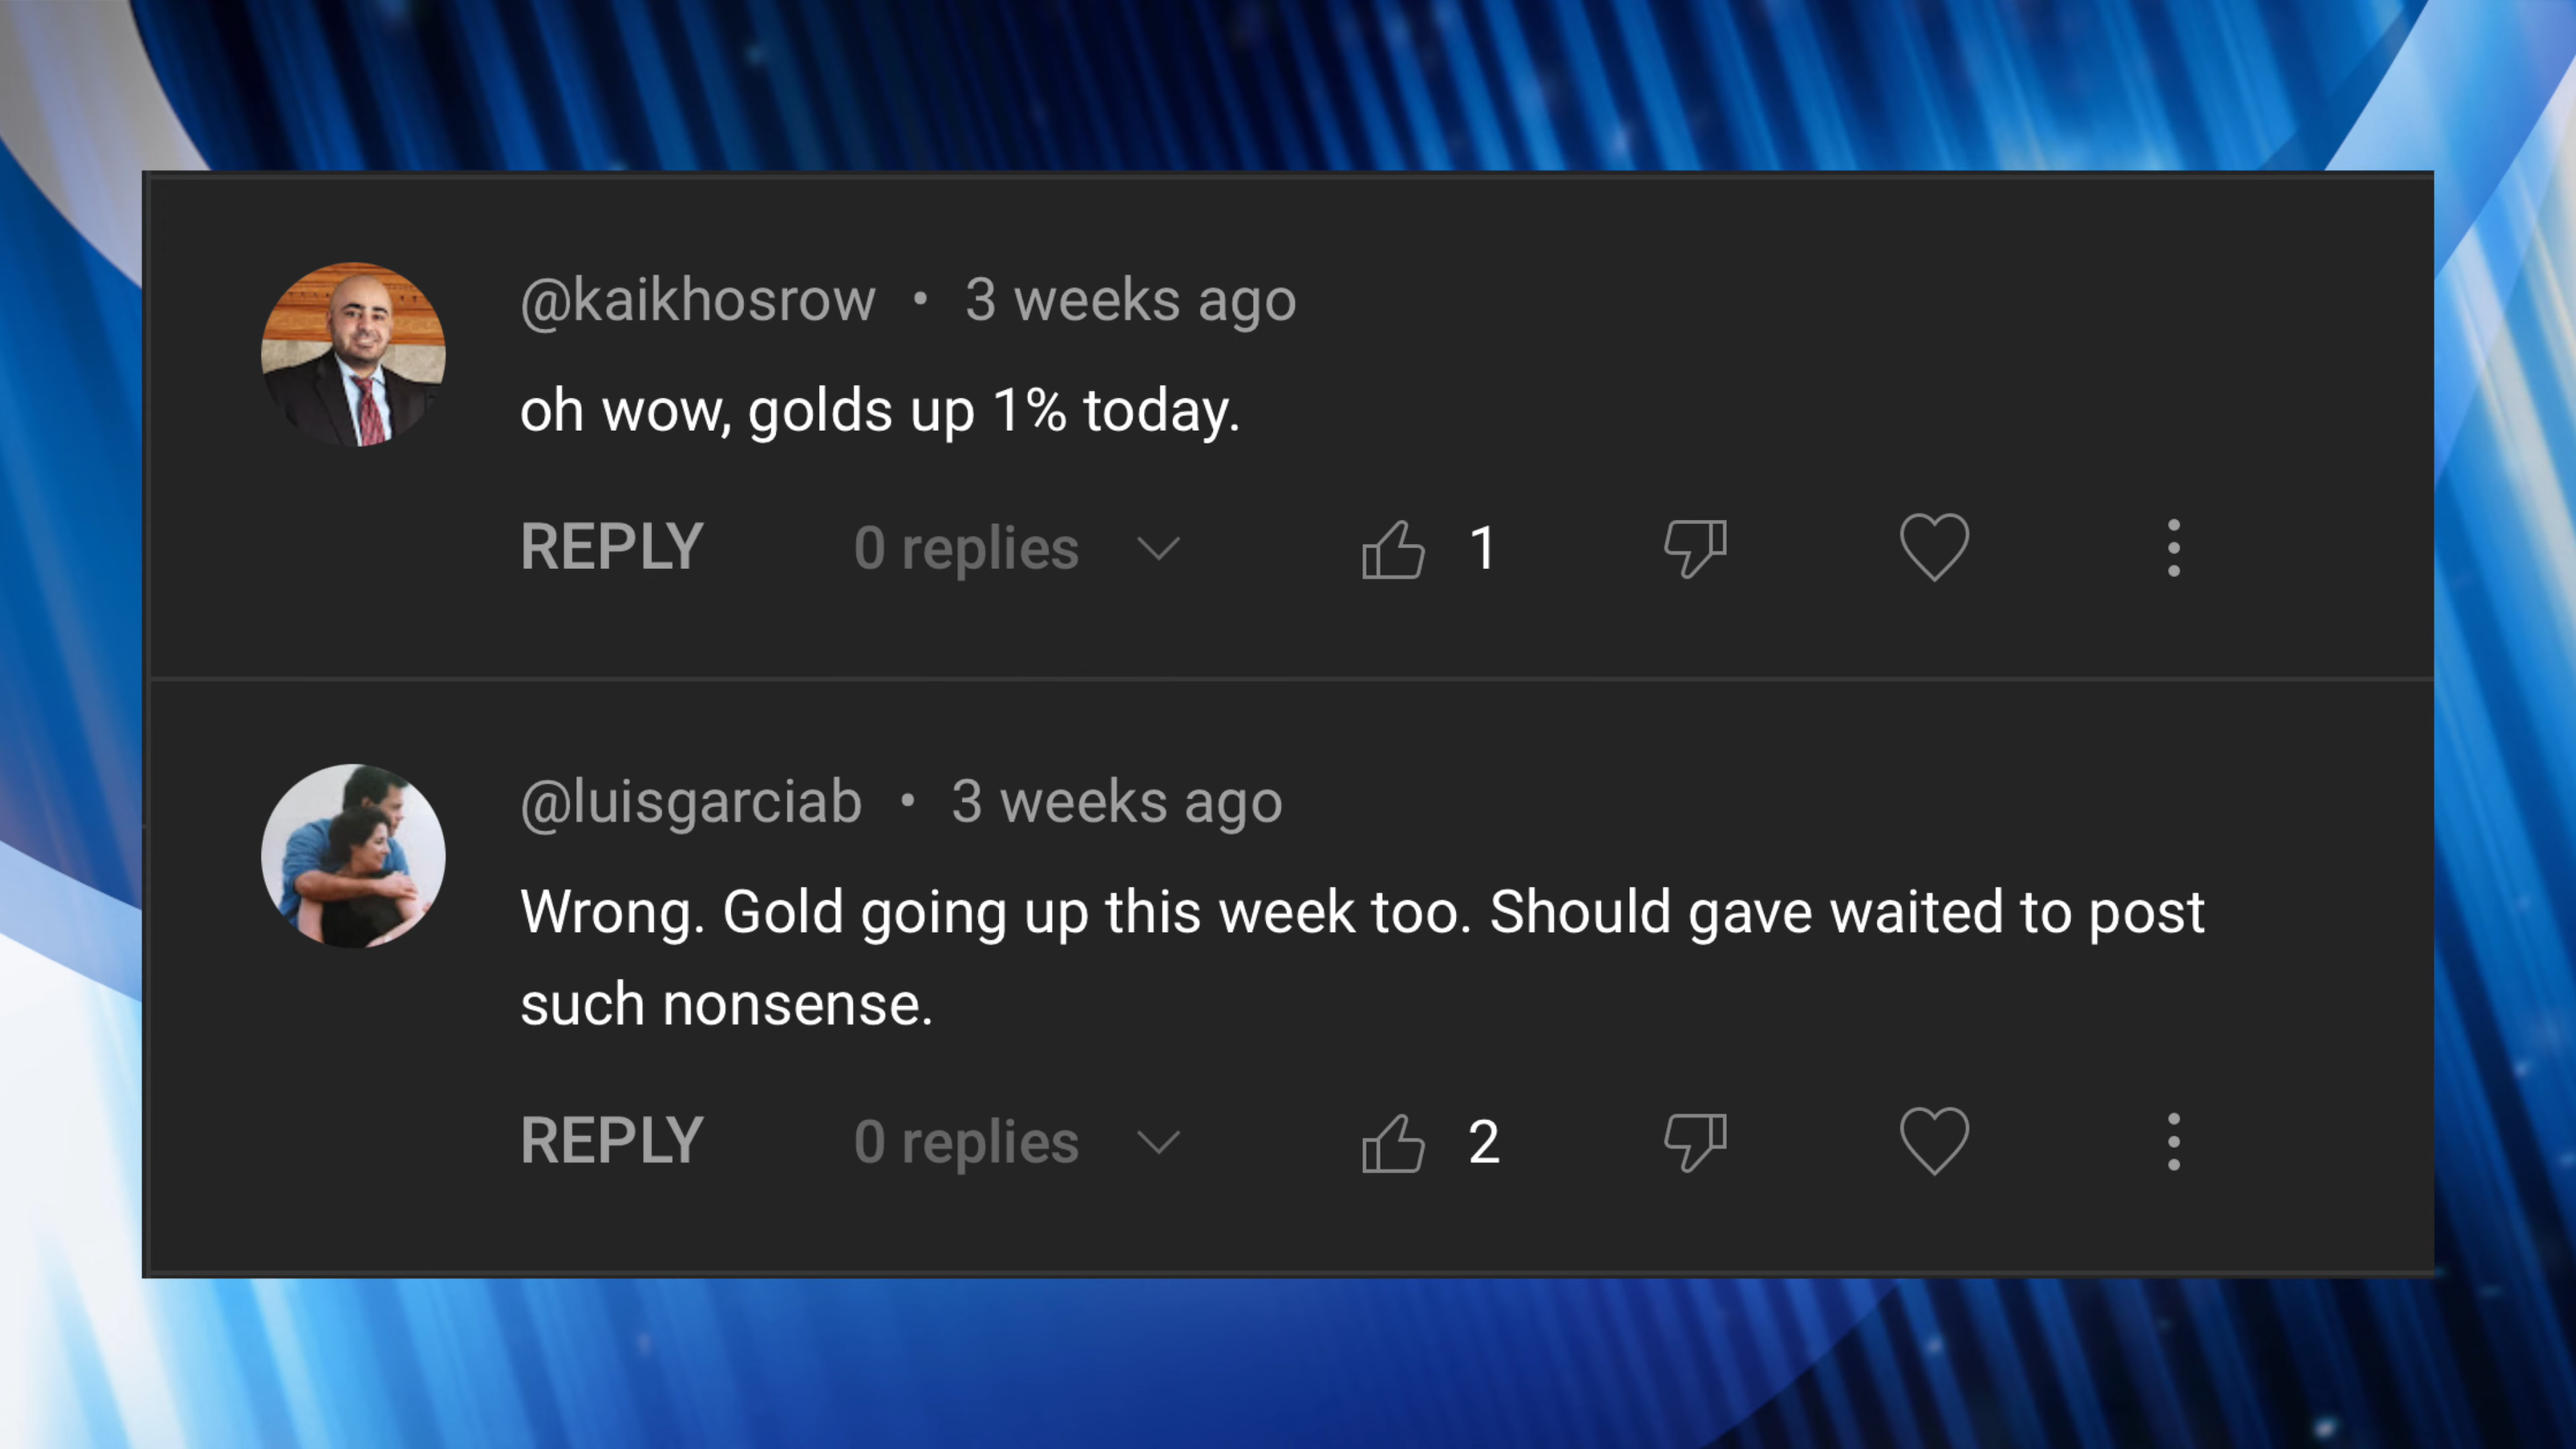 @kaikhosrow • 3 weeks ago
oh wow, golds up 1% today.
REPLY 0 replies 1
@luisgarciab • 3 weeks ago
Wrong. Gold going up this week too. Should gave waited to post
such nonsense.
REPLY 0 replies 2